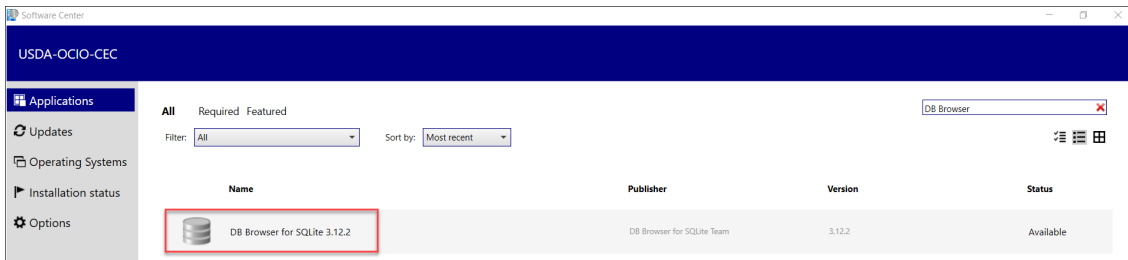 Software Center
USDA-OCIO-CEC
Applications
Updates
Operating Systems
Installation status
Options
All Required Featured
DB Browser
Filter: All Sort by: Most recent
Name Publisher Version Status
DB Browser for SQLite 3.12.2 DB Browser for SQLite Team 3.12.2 Available